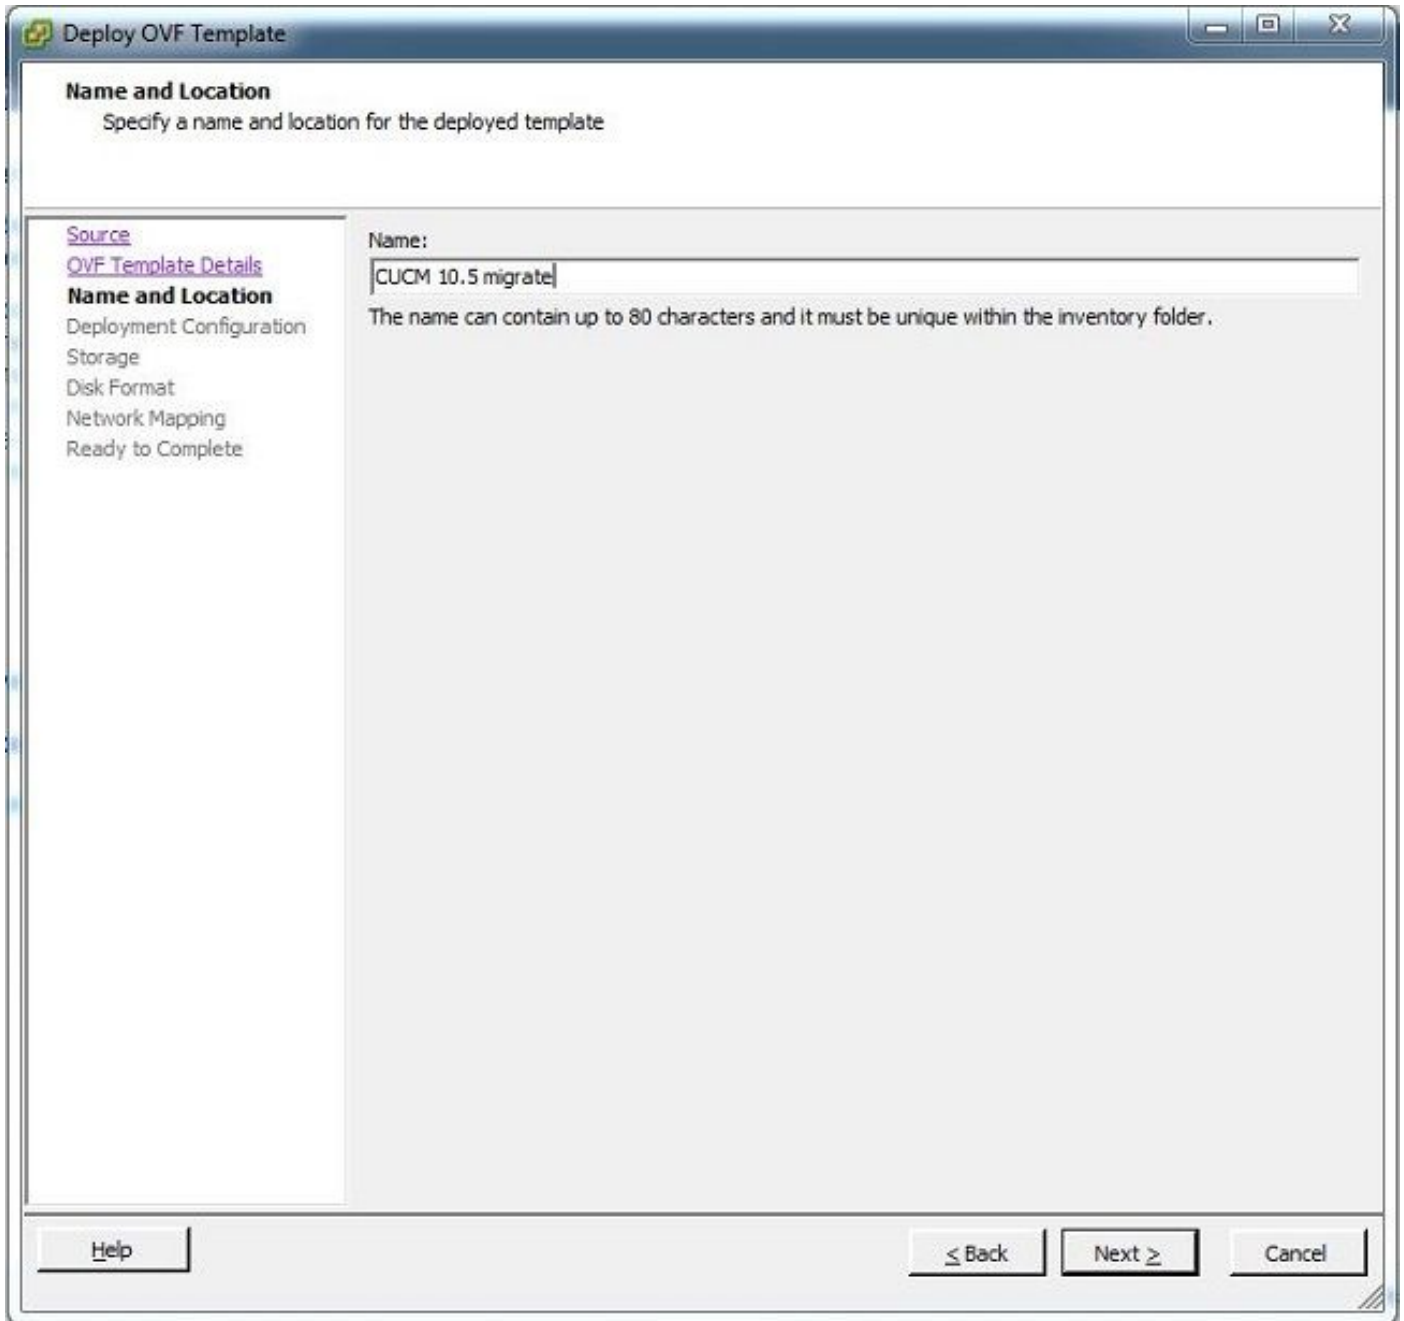 Deploy OVF Template
Name and Location
Specify a name and location for the deployed template
Source
OVF Template Details
Name and Location
Deployment Configuration
Storage
Disk Format
Network Mapping
Ready to Complete
Name:
CUCM 10.5 migrate
The name can contain up to 80 characters and it must be unique within the inventory folder.
Help
< Back
Next >
Cancel